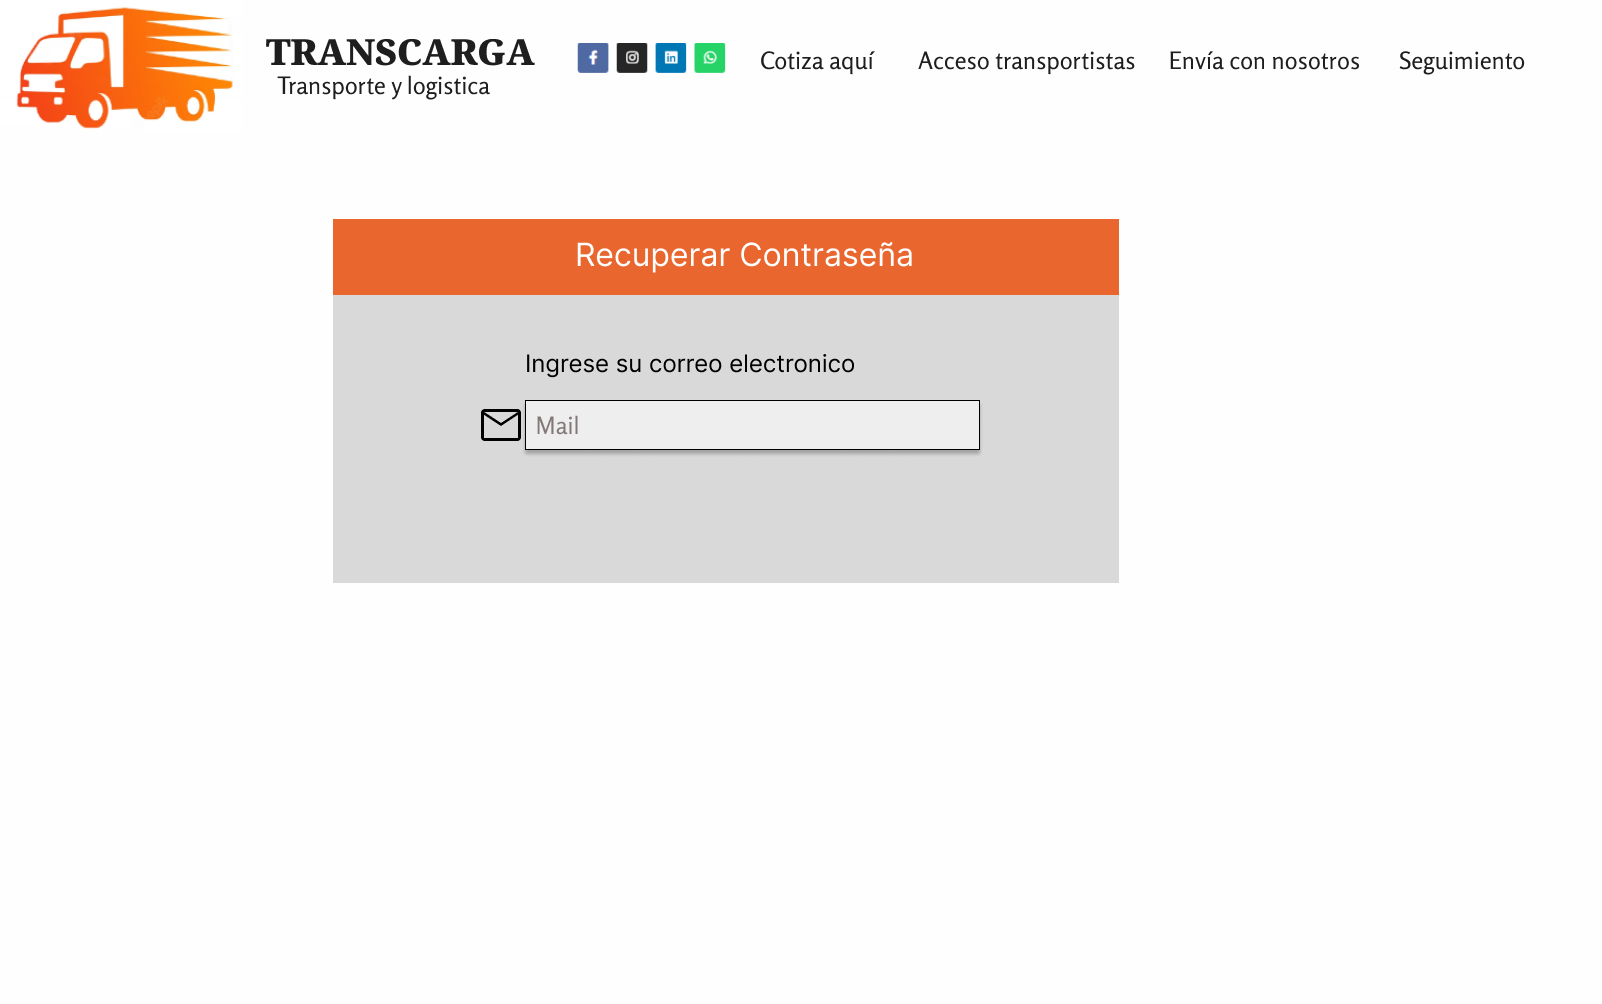 TRANSCARGA
Transporte y logistica
Cotiza aquí
Acceso transportistas
Envía con nosotros
Seguimiento
Recuperar Contraseña
Ingrese su correo electronico
Mail